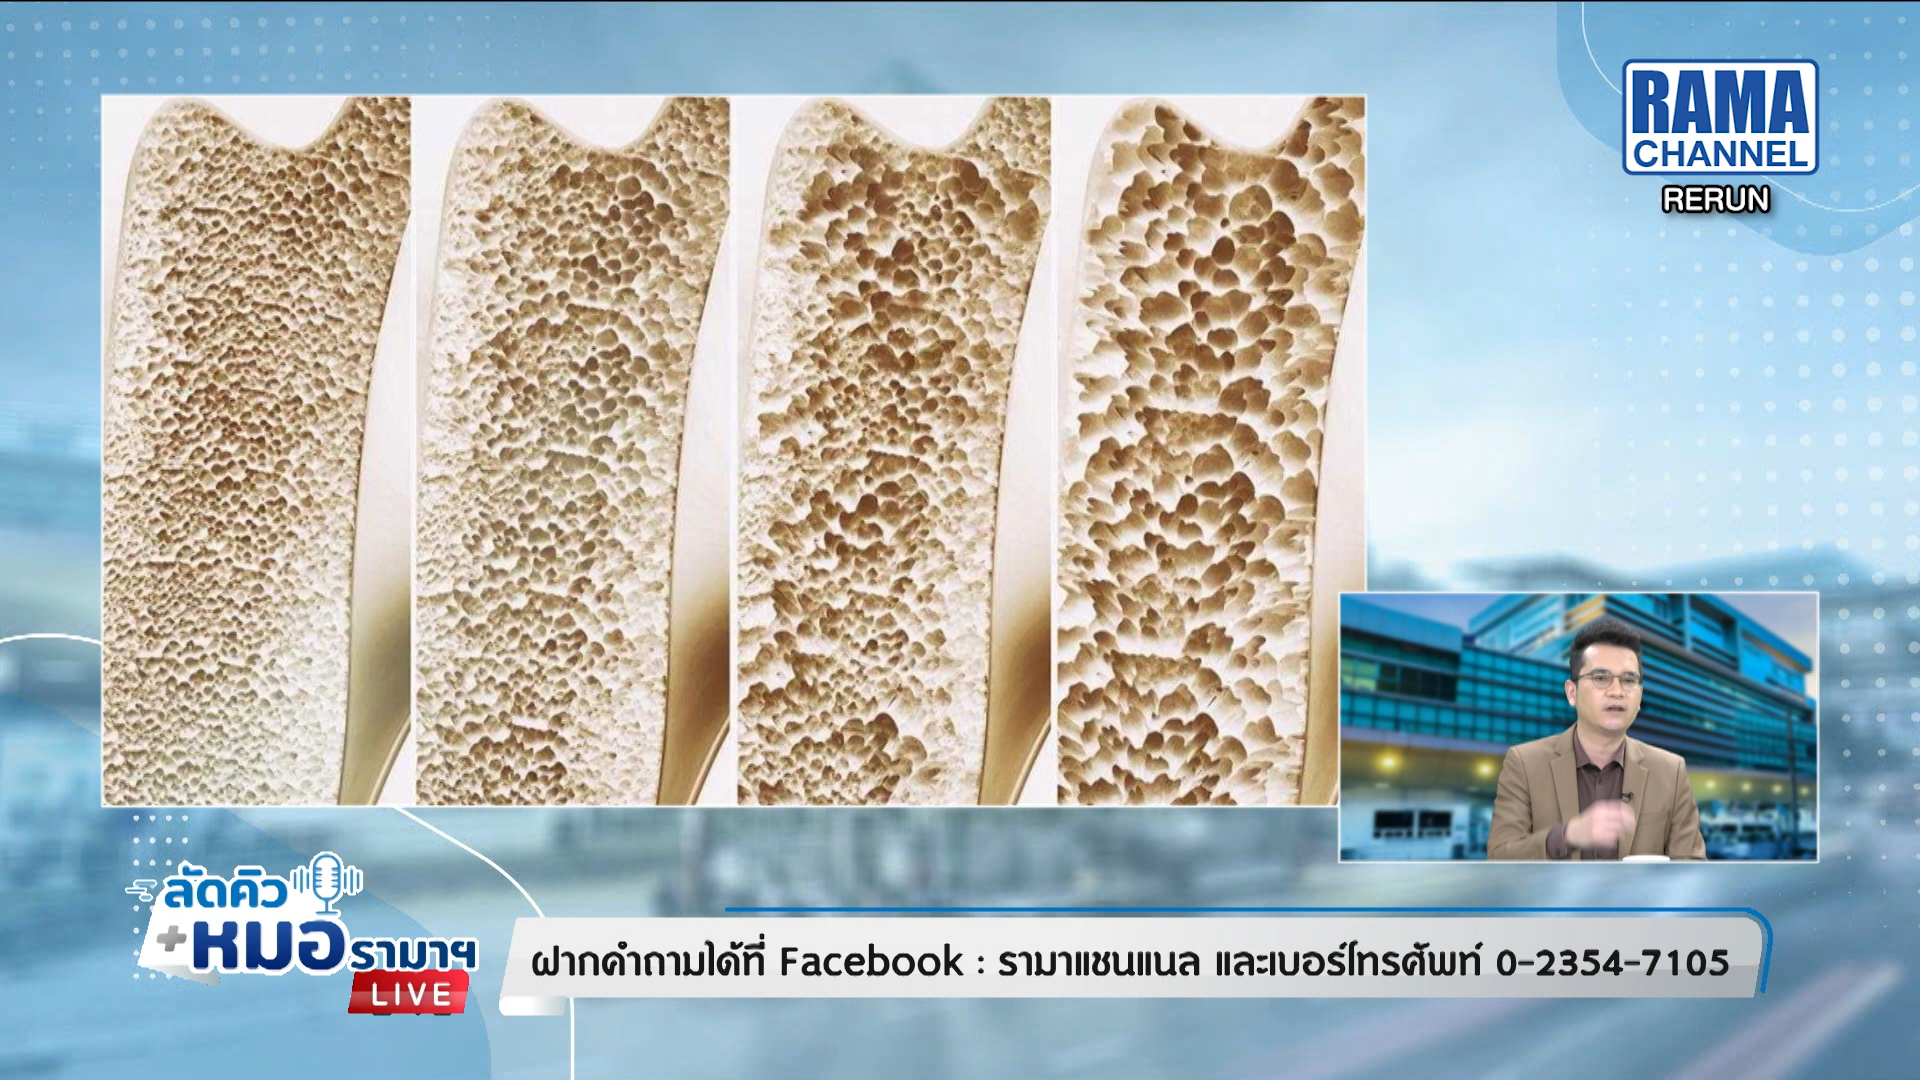 RAMA
CHANNEL
RERUN
ลัดคิว
หมอรามาฯ
LIVE
ฝากคำถามได้ที่ Facebook : รามาแชนแนล และเบอร์โทรศัพท์ 0-2354-7105